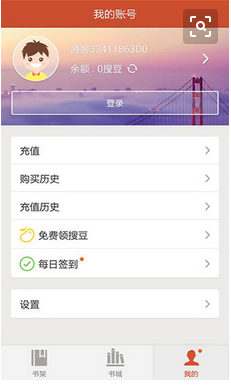 我的账号
游客33411863D0
余额：0搜豆
登录
充值
购买历史
充值历史
免费领搜豆
每日签到
设置
书架
书城
我的